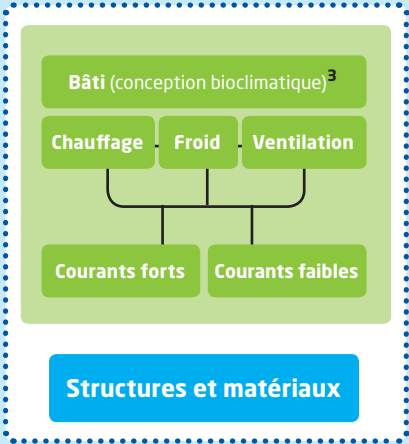 Bâti (conception bioclimatique)³
Chauffage Froid Ventilation
Courants forts Courants faibles
Structures et matériaux